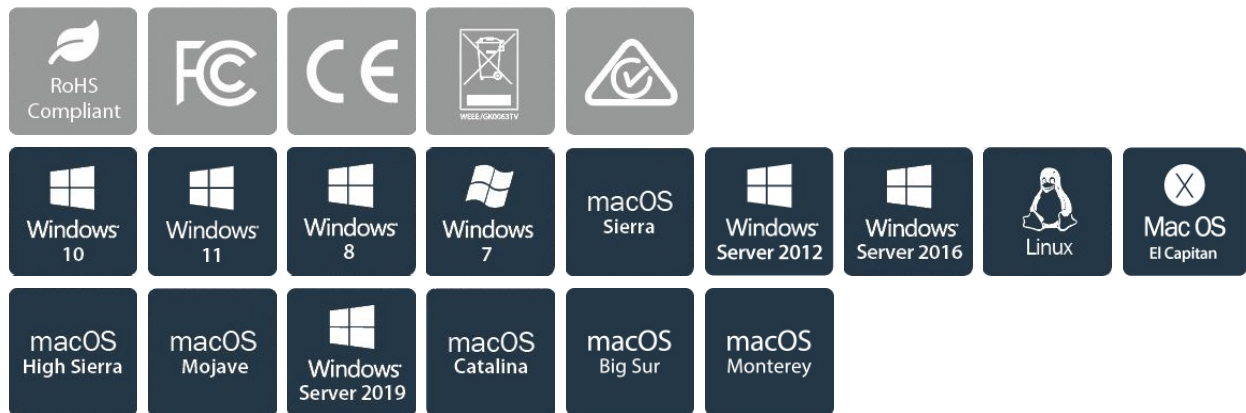 RoHS
Compliant
FC
CE
WEEE/GK0063TV
Windows
10
Windows
11
Windows
8
Windows
7
macOS
Sierra
Windows
Server 2012
Windows
Server 2016
Linux
X
Mac OS
El Capitan
macOS
High Sierra
macOS
Mojave
Windows
Server 2019
macOS
Catalina
macOS
Big Sur
macOS
Monterey